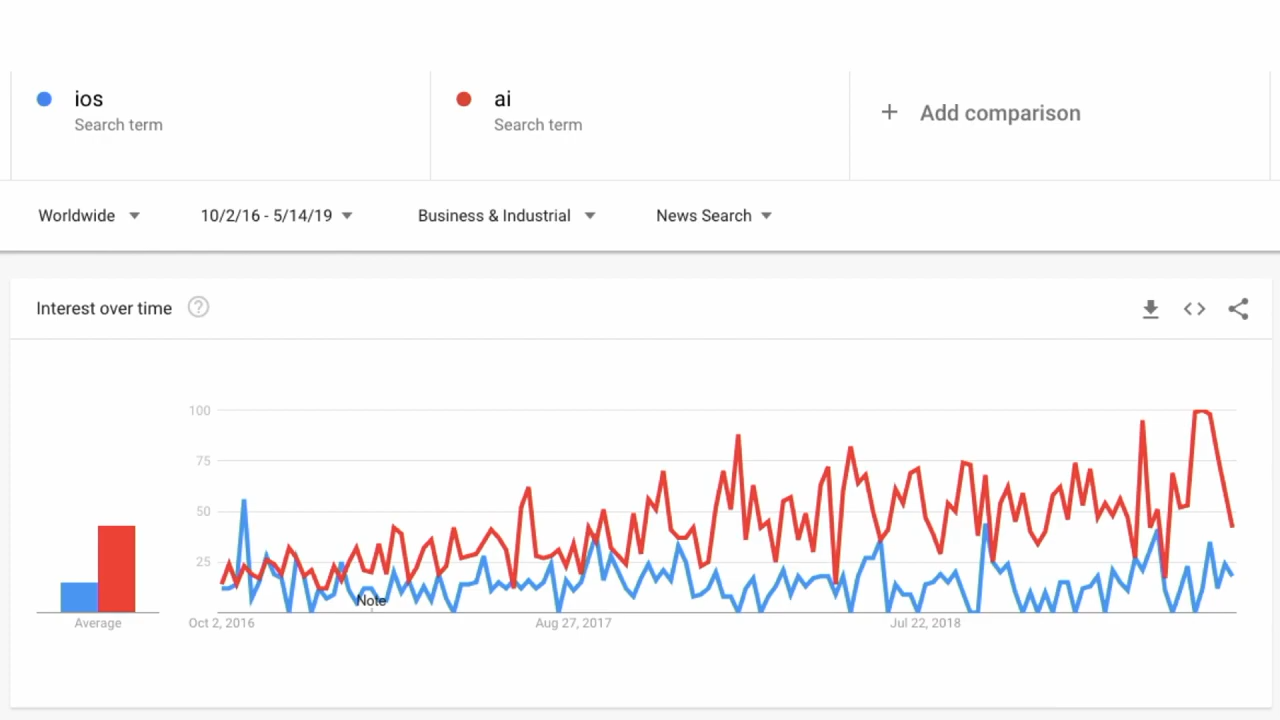 ios
Search term
ai
Search term
+ Add comparison
Worldwide
10/2/16 - 5/14/19
Business & Industrial
News Search
Interest over time
?
100
75
50
25
Note
Average
Oct 2, 2016
Aug 27, 2017
Jul 22, 2018